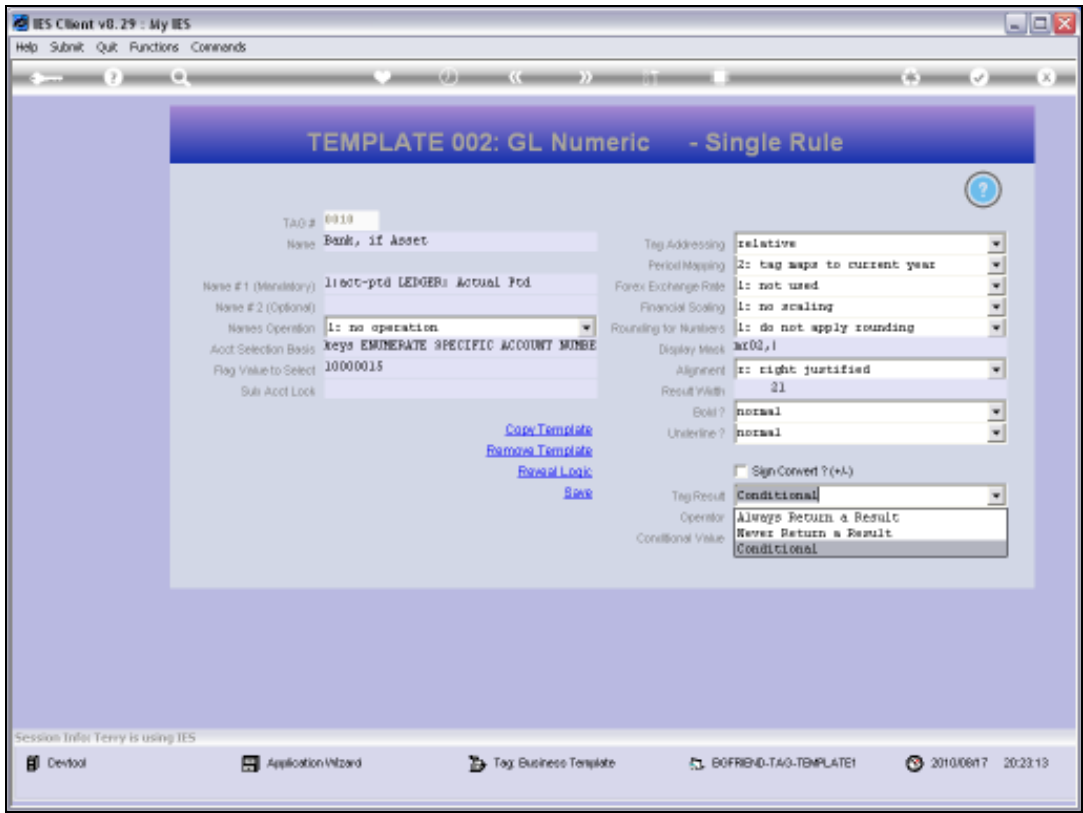 IES Client v8.29 : My IES
Help Submit Quit Functions Commands
TEMPLATE 002: GL Numeric - Single Rule
TAG # 0010
Name Bank, if Asset
Name # 1 (Mandatory) 1:act-ptd LEDGER: Actual Ptd
Name # 2 (Optional)
Names Operation 1: no operation
Acct Selection Basis keys ENUMERATE SPECIFIC ACCOUNT NUMBE
Flag Value to Select 10000015
Sub Acct Lock
Copy Template
Remove Template
Reveal Logic
Save
Tag Addressing relative
Period Mapping 2: tag maps to current year
Forex Exchange Rate 1: not used
Financial Scaling 1: no scaling
Rounding for Numbers 1: do not apply rounding
Display Mask
Alignment r: right justified
Result Width 21
Bold ? normal
Underline ? normal
Sign Convert ? (+/-)
Tag Result Conditional
Operator Always Return a Result
Never Return a Result
Conditional Value Conditional
Session Info: Terry is using IES
Devtool Application Wizard Tag: Business Template BGFRIEND-TAG-TEMPLATE1 2010/08/17 20:23:13